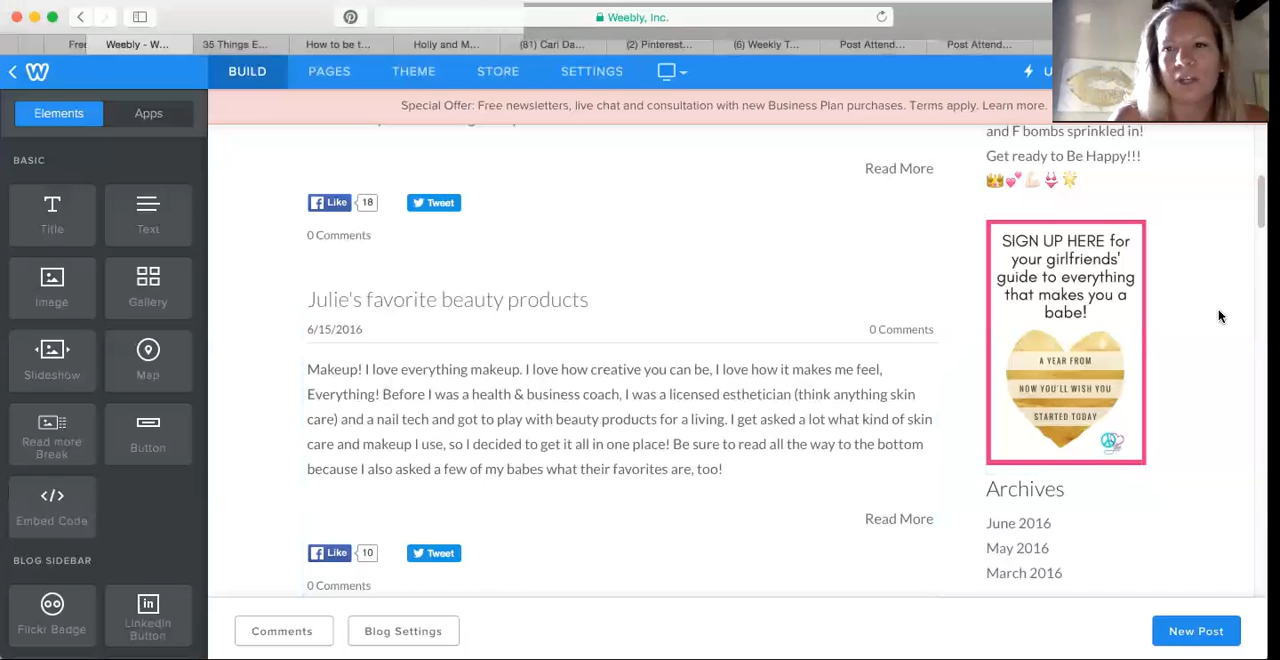 Weebly, Inc.
Free
Weebly - W...
35 Things E...
How to be t...
Holly and M...
(81) Cari Da...
(2) Pinterest...
(6) Weekly T...
Post Attend...
Post Attend...
BUILD
PAGES
THEME
STORE
SETTINGS
U
Special Offer: Free newsletters, live chat and consultation with new Business Plan purchases. Terms apply. Learn more.
Elements
Apps
BASIC
Title
Text
Image
Gallery
Slideshow
Map
Read more
Break
Button
Embed Code
BLOG SIDEBAR
Flickr Badge
LinkedIn
Button
Read More
Like 18
Tweet
0 Comments
Julie's favorite beauty products
6/15/2016
0 Comments
Makeup! I love everything makeup. I love how creative you can be, I love how it makes me feel,
Everything! Before I was a health & business coach, I was a licensed esthetician (think anything skin
care) and a nail tech and got to play with beauty products for a living. I get asked a lot what kind of skin
care and makeup I use, so I decided to get it all in one place! Be sure to read all the way to the bottom
because I also asked a few of my babes what their favorites are, too!
Read More
Like 10
Tweet
0 Comments
and F bombs sprinkled in!
Get ready to Be Happy!!!
SIGN UP HERE for
your girlfriends'
guide to everything
that makes you a
babe!
A YEAR FROM
NOW YOU'LL WISH YOU
STARTED TODAY
Archives
June 2016
May 2016
March 2016
Comments
Blog Settings
New Post